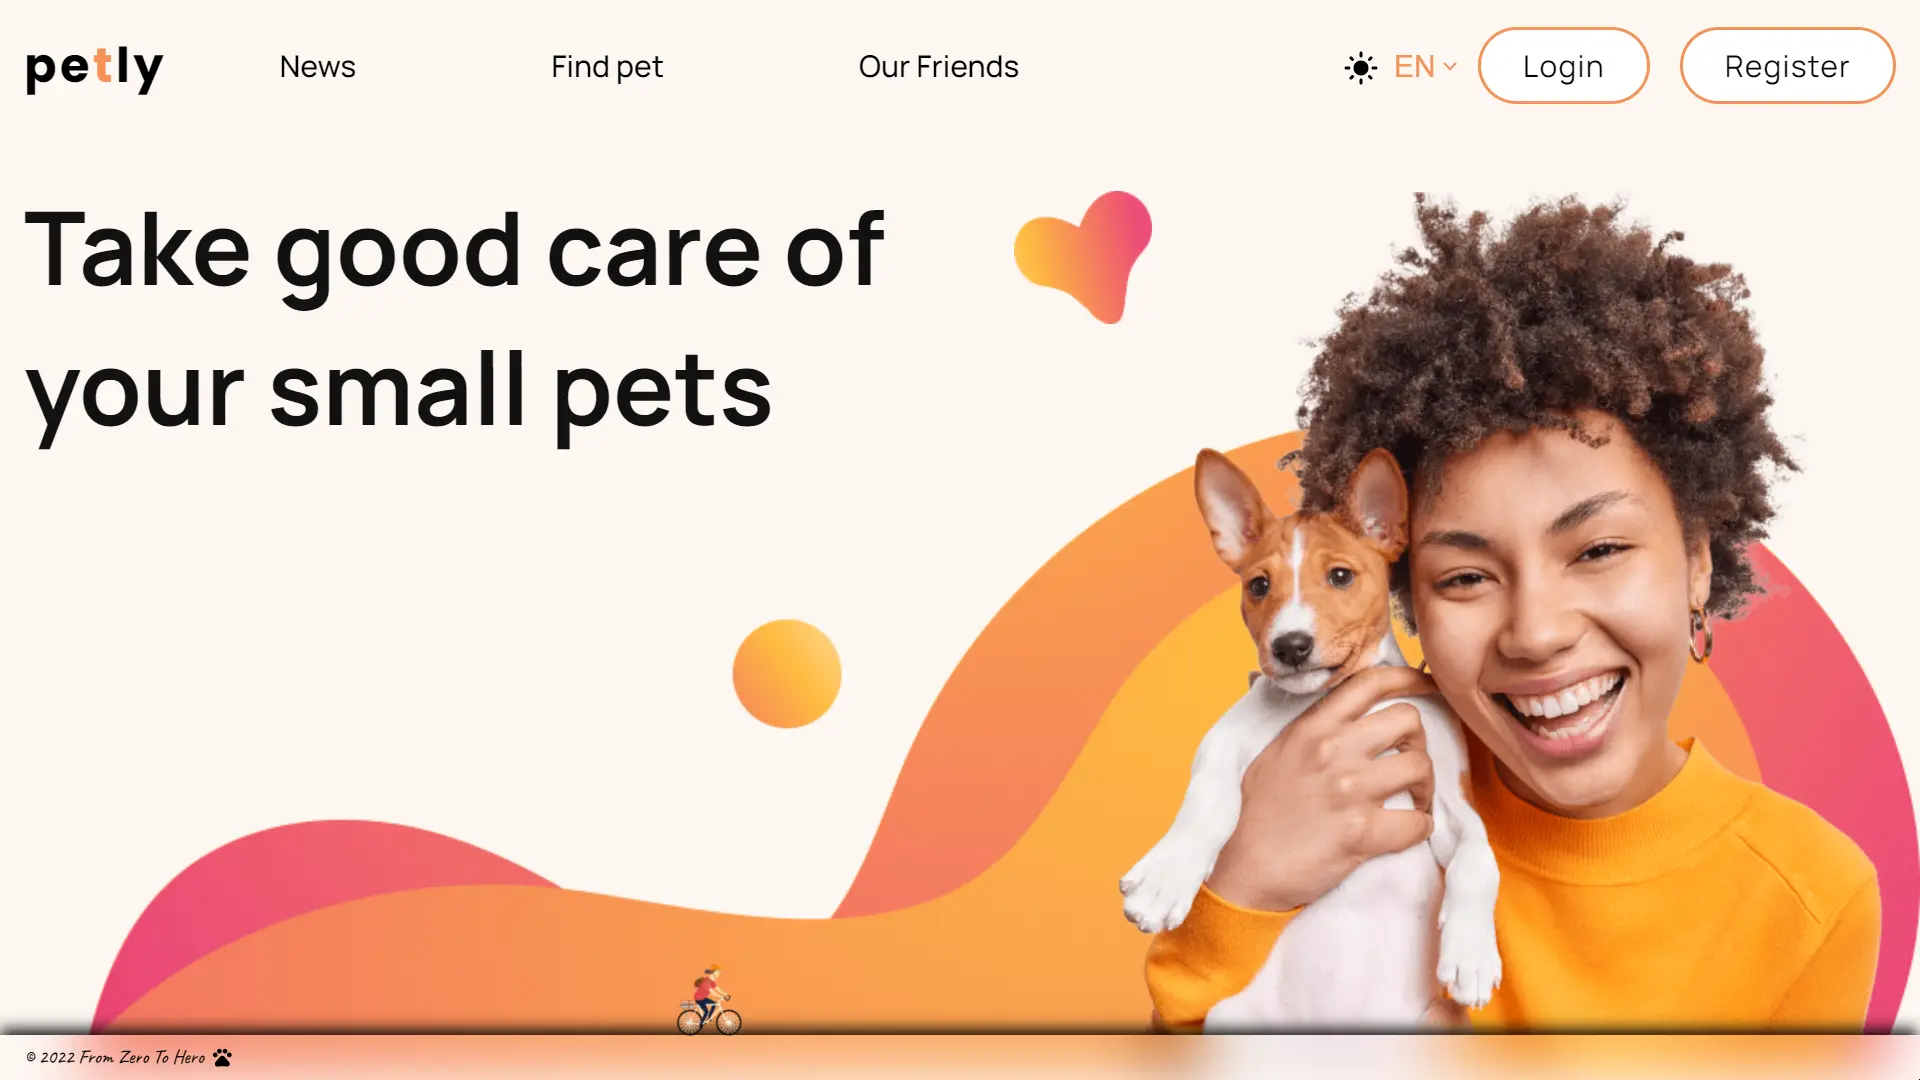 petly
News
Find pet
Our Friends
EN
Login
Register
Take good care of
your small pets
© 2022 From Zero To Hero